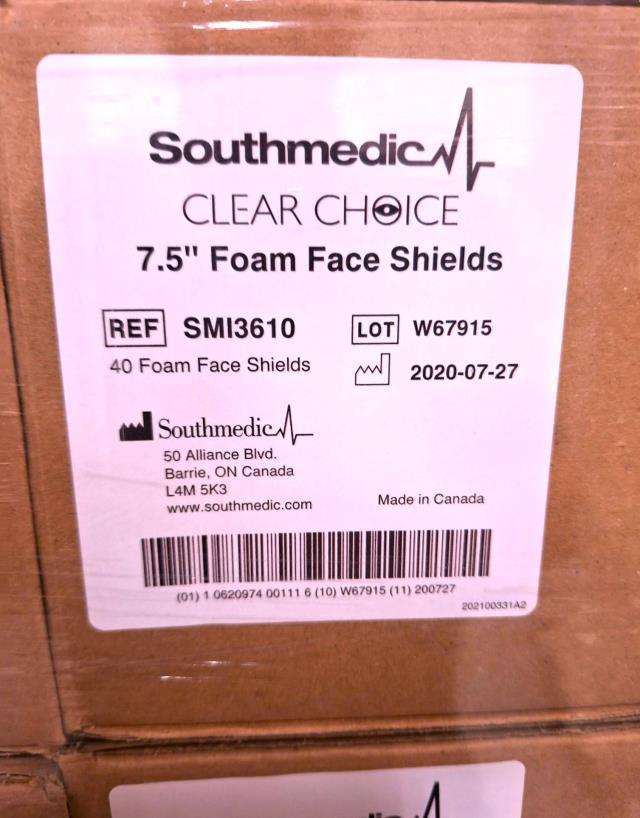 Southmedic
CLEAR CHOICE
7.5" Foam Face Shields
REF SMI3610
LOT W67915
40 Foam Face Shields
2020-07-27
Southmedic
50 Alliance Blvd.
Barrie, ON Canada
L4M 5K3
www.southmedic.com
Made in Canada
(01) 1 0620974 00111 6 (10) W67915 (11) 200727
202100331A2